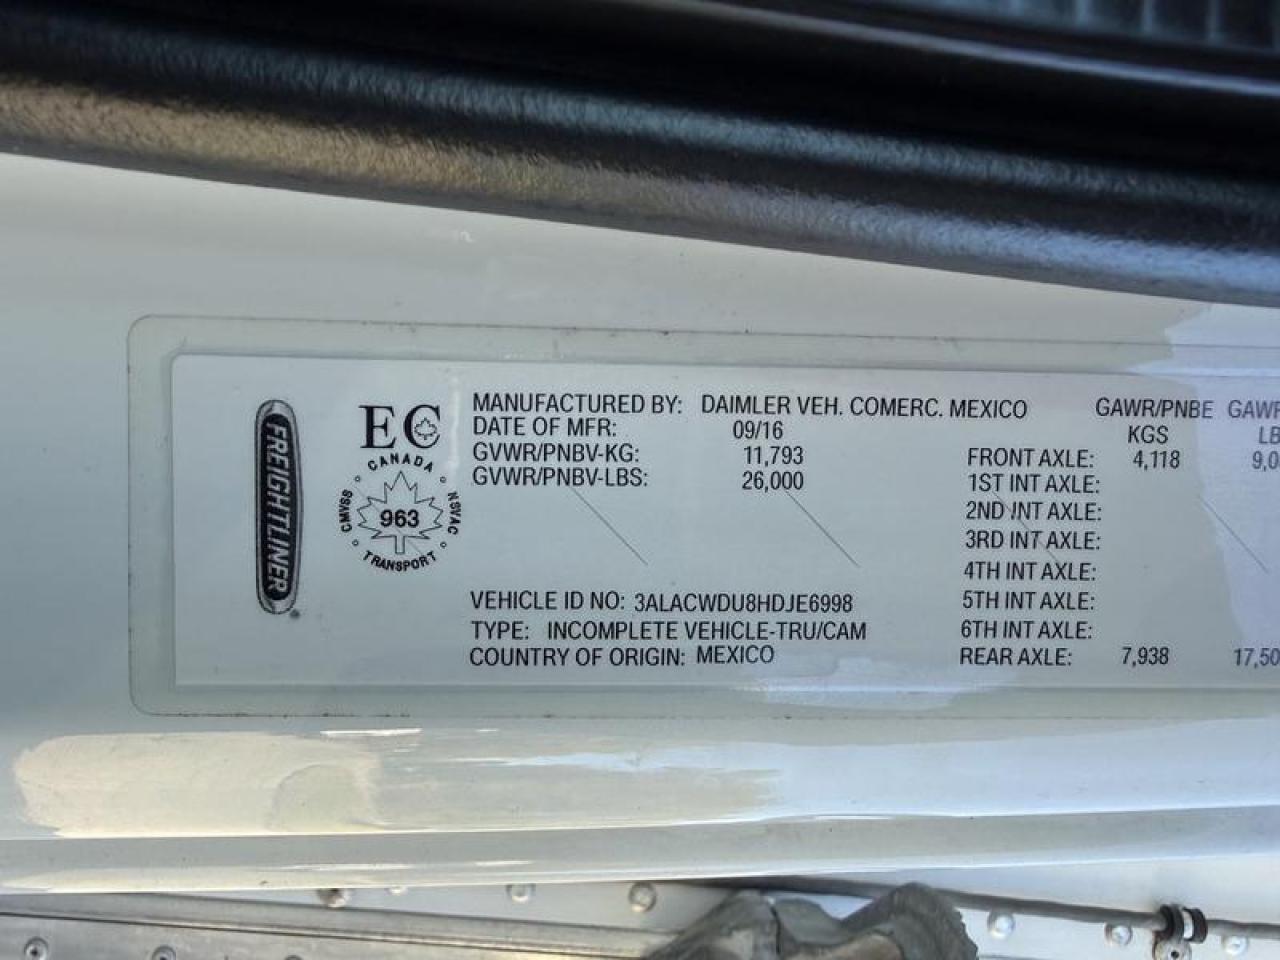 FREIGHTLINER
EC
CANADA
CMVSS
963
NSVAC
TRANSPORT
MANUFACTURED BY: DAIMLER VEH. COMERC. MEXICO
DATE OF MFR: 09/16
GVWR/PNBV-KG: 11,793
GVWR/PNBV-LBS: 26,000
VEHICLE ID NO: 3ALACWDU8HDJE6998
TYPE: INCOMPLETE VEHICLE-TRU/CAM
COUNTRY OF ORIGIN: MEXICO
GAWR/PNBE
KGS
FRONT AXLE: 4,118
1ST INT AXLE:
2ND INT AXLE:
3RD INT AXLE:
4TH INT AXLE:
5TH INT AXLE:
6TH INT AXLE:
REAR AXLE: 7,938